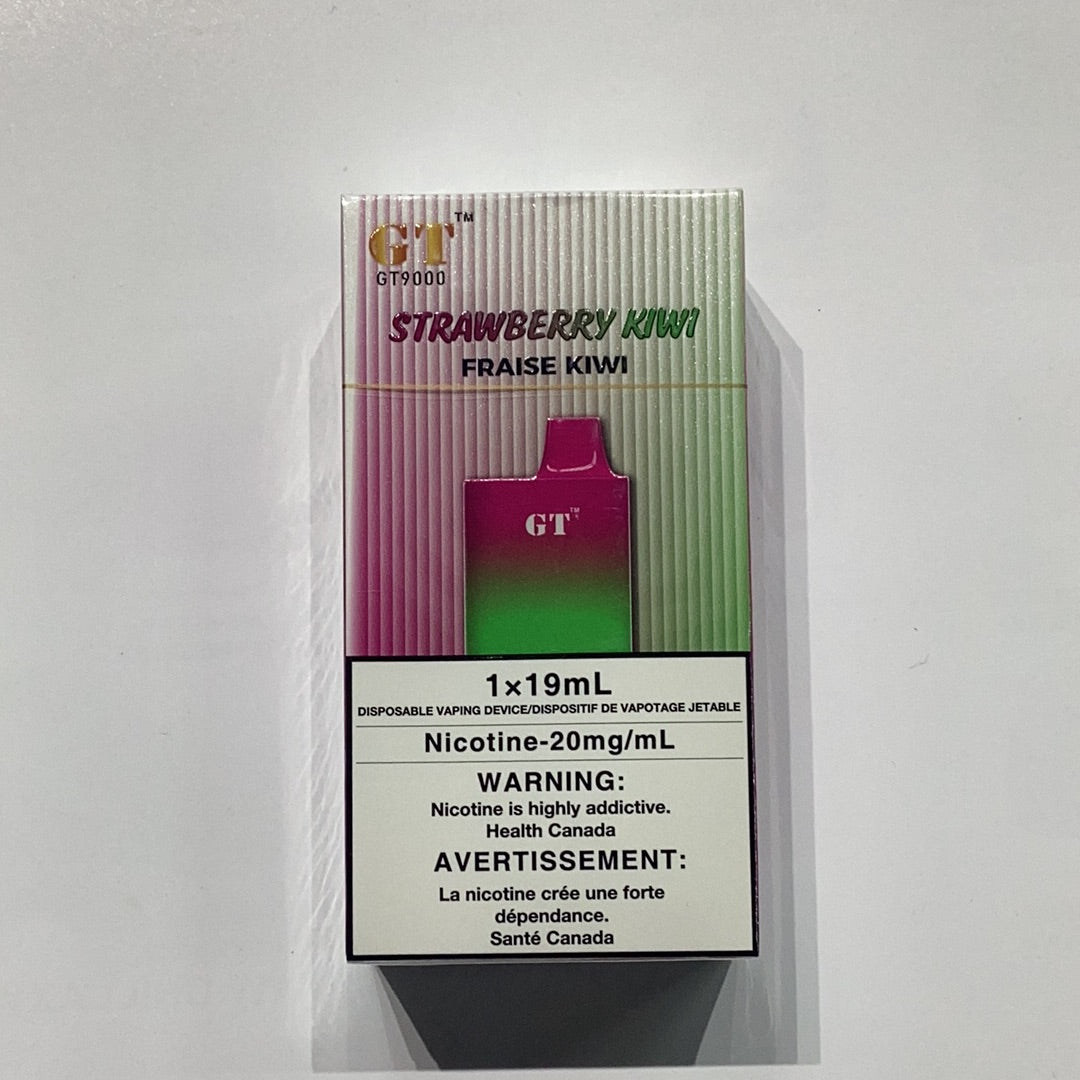 GT™
GT9000
STRAWBERRY KIWI
FRAISE KIWI
GT™
1×19mL
DISPOSABLE VAPING DEVICE/DISPOSITIF DE VAPOTAGE JETABLE
Nicotine-20mg/mL
WARNING:
Nicotine is highly addictive.
Health Canada
AVERTISSEMENT:
La nicotine crée une forte
dépendance.
Santé Canada